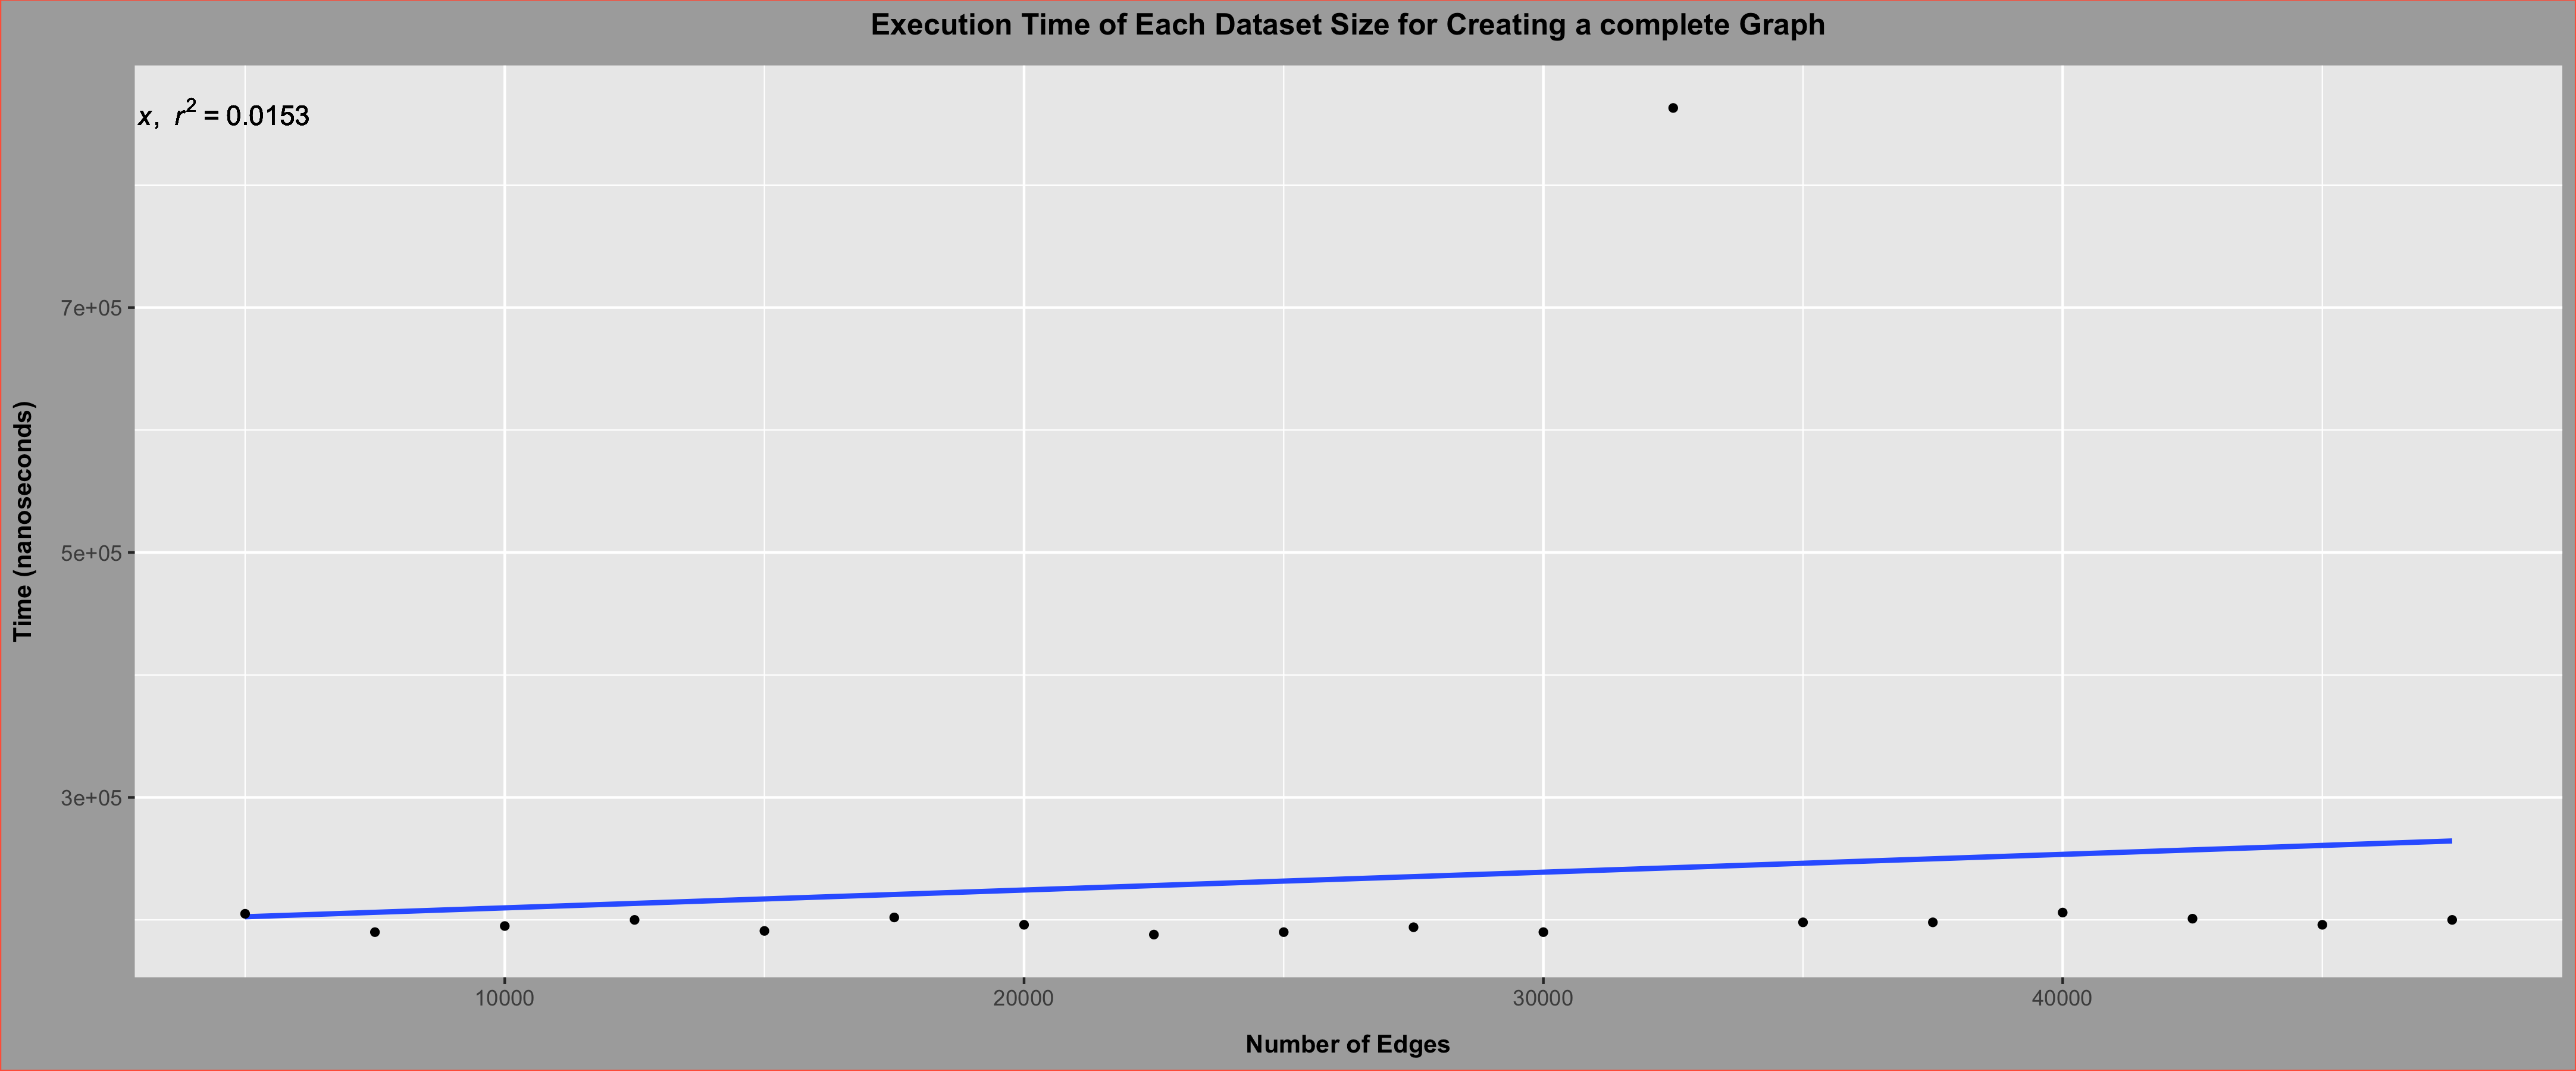 Execution Time of Each Dataset Size for Creating a complete Graph
x, r² = 0.0153
Time (nanoseconds)
7e+05
5e+05
3e+05
10000 20000 30000 40000
Number of Edges